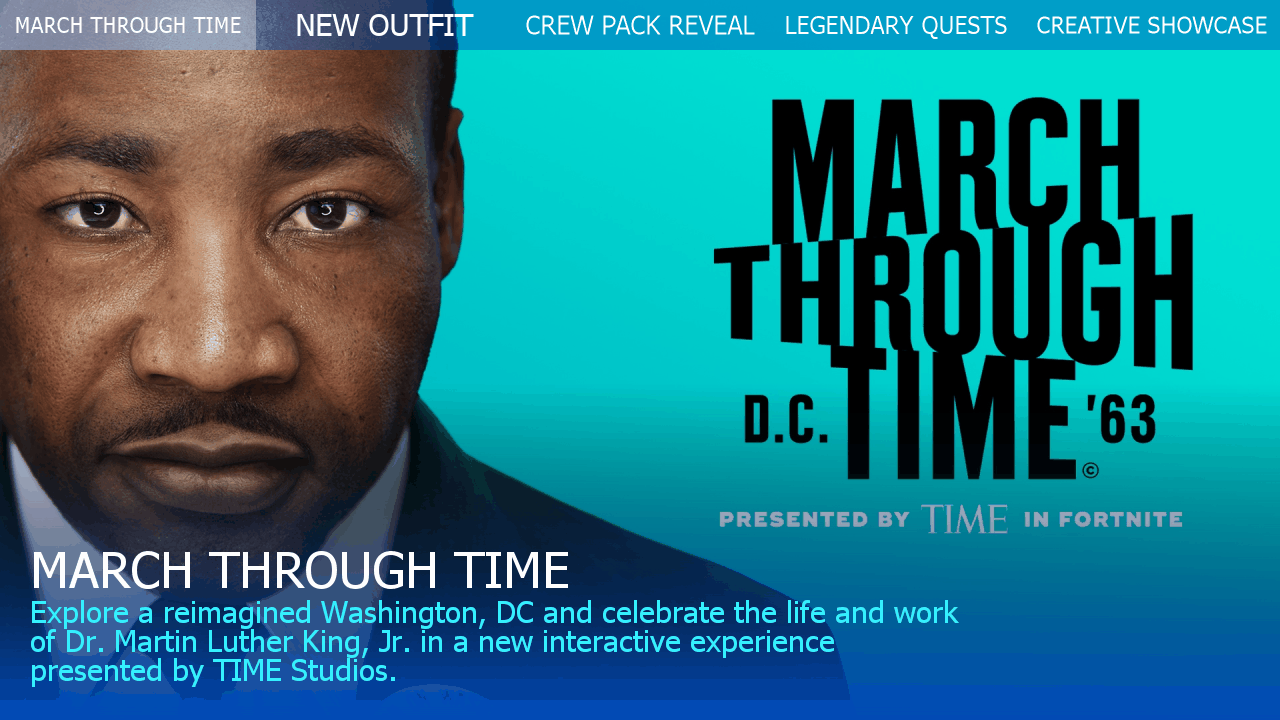 MARCH THROUGH TIME
NEW OUTFIT
CREW PACK REVEAL
LEGENDARY QUESTS
CREATIVE SHOWCASE
MARCH
THROUGH
D.C. TIME '63
©
PRESENTED BY TIME IN FORTNITE
MARCH THROUGH TIME
Explore a reimagined Washington, DC and celebrate the life and work
of Dr. Martin Luther King, Jr. in a new interactive experience
presented by TIME Studios.